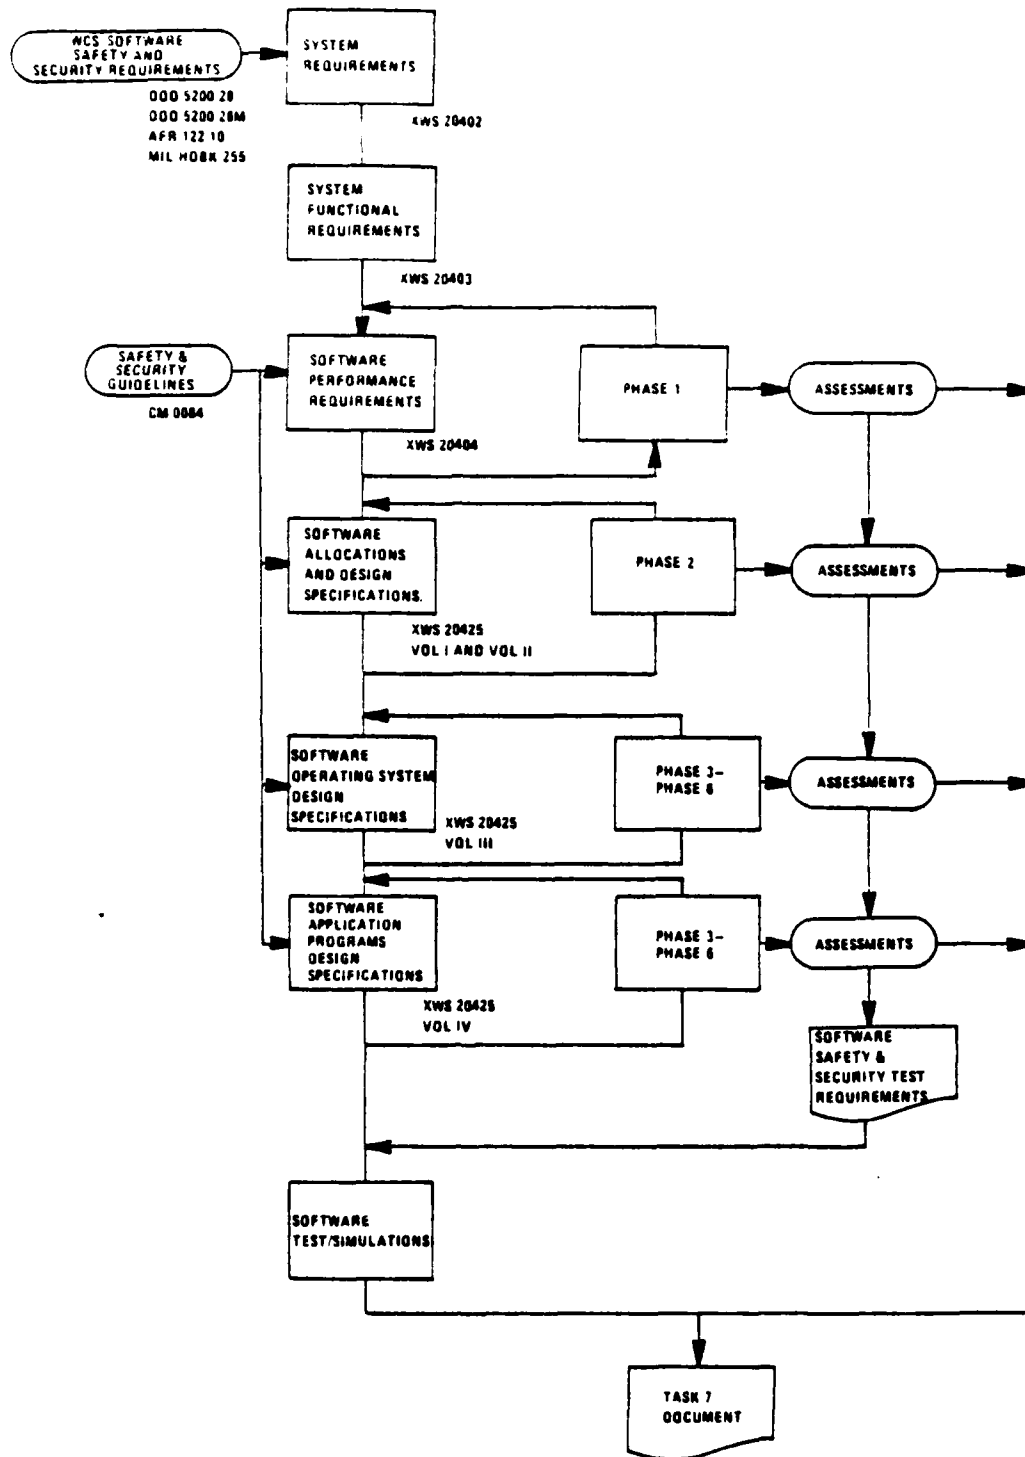 WCS SOFTWARE
SAFETY AND
SECURITY REQUIREMENTS
DOD 5200 28
DOD 5200 28M
AFR 122 10
MIL HDBK 255
SYSTEM
REQUIREMENTS
XWS 20402
SYSTEM
FUNCTIONAL
REQUIREMENTS
XWS 20403
SAFETY &
SECURITY
GUIDELINES
CM 0084
SOFTWARE
PERFORMANCE
REQUIREMENTS
XWS 20404
PHASE 1
ASSESSMENTS
SOFTWARE
ALLOCATIONS
AND DESIGN
SPECIFICATIONS.
XWS 20425
VOL I AND VOL II
PHASE 2
ASSESSMENTS
SOFTWARE
OPERATING SYSTEM
DESIGN
SPECIFICATIONS
XWS 20425
VOL III
PHASE 3–
PHASE 6
ASSESSMENTS
SOFTWARE
APPLICATION
PROGRAMS
DESIGN
SPECIFICATIONS
XWS 20425
VOL IV
PHASE 3–
PHASE 6
ASSESSMENTS
SOFTWARE
SAFETY &
SECURITY TEST
REQUIREMENTS
SOFTWARE
TEST/SIMULATIONS
TASK 7
DOCUMENT